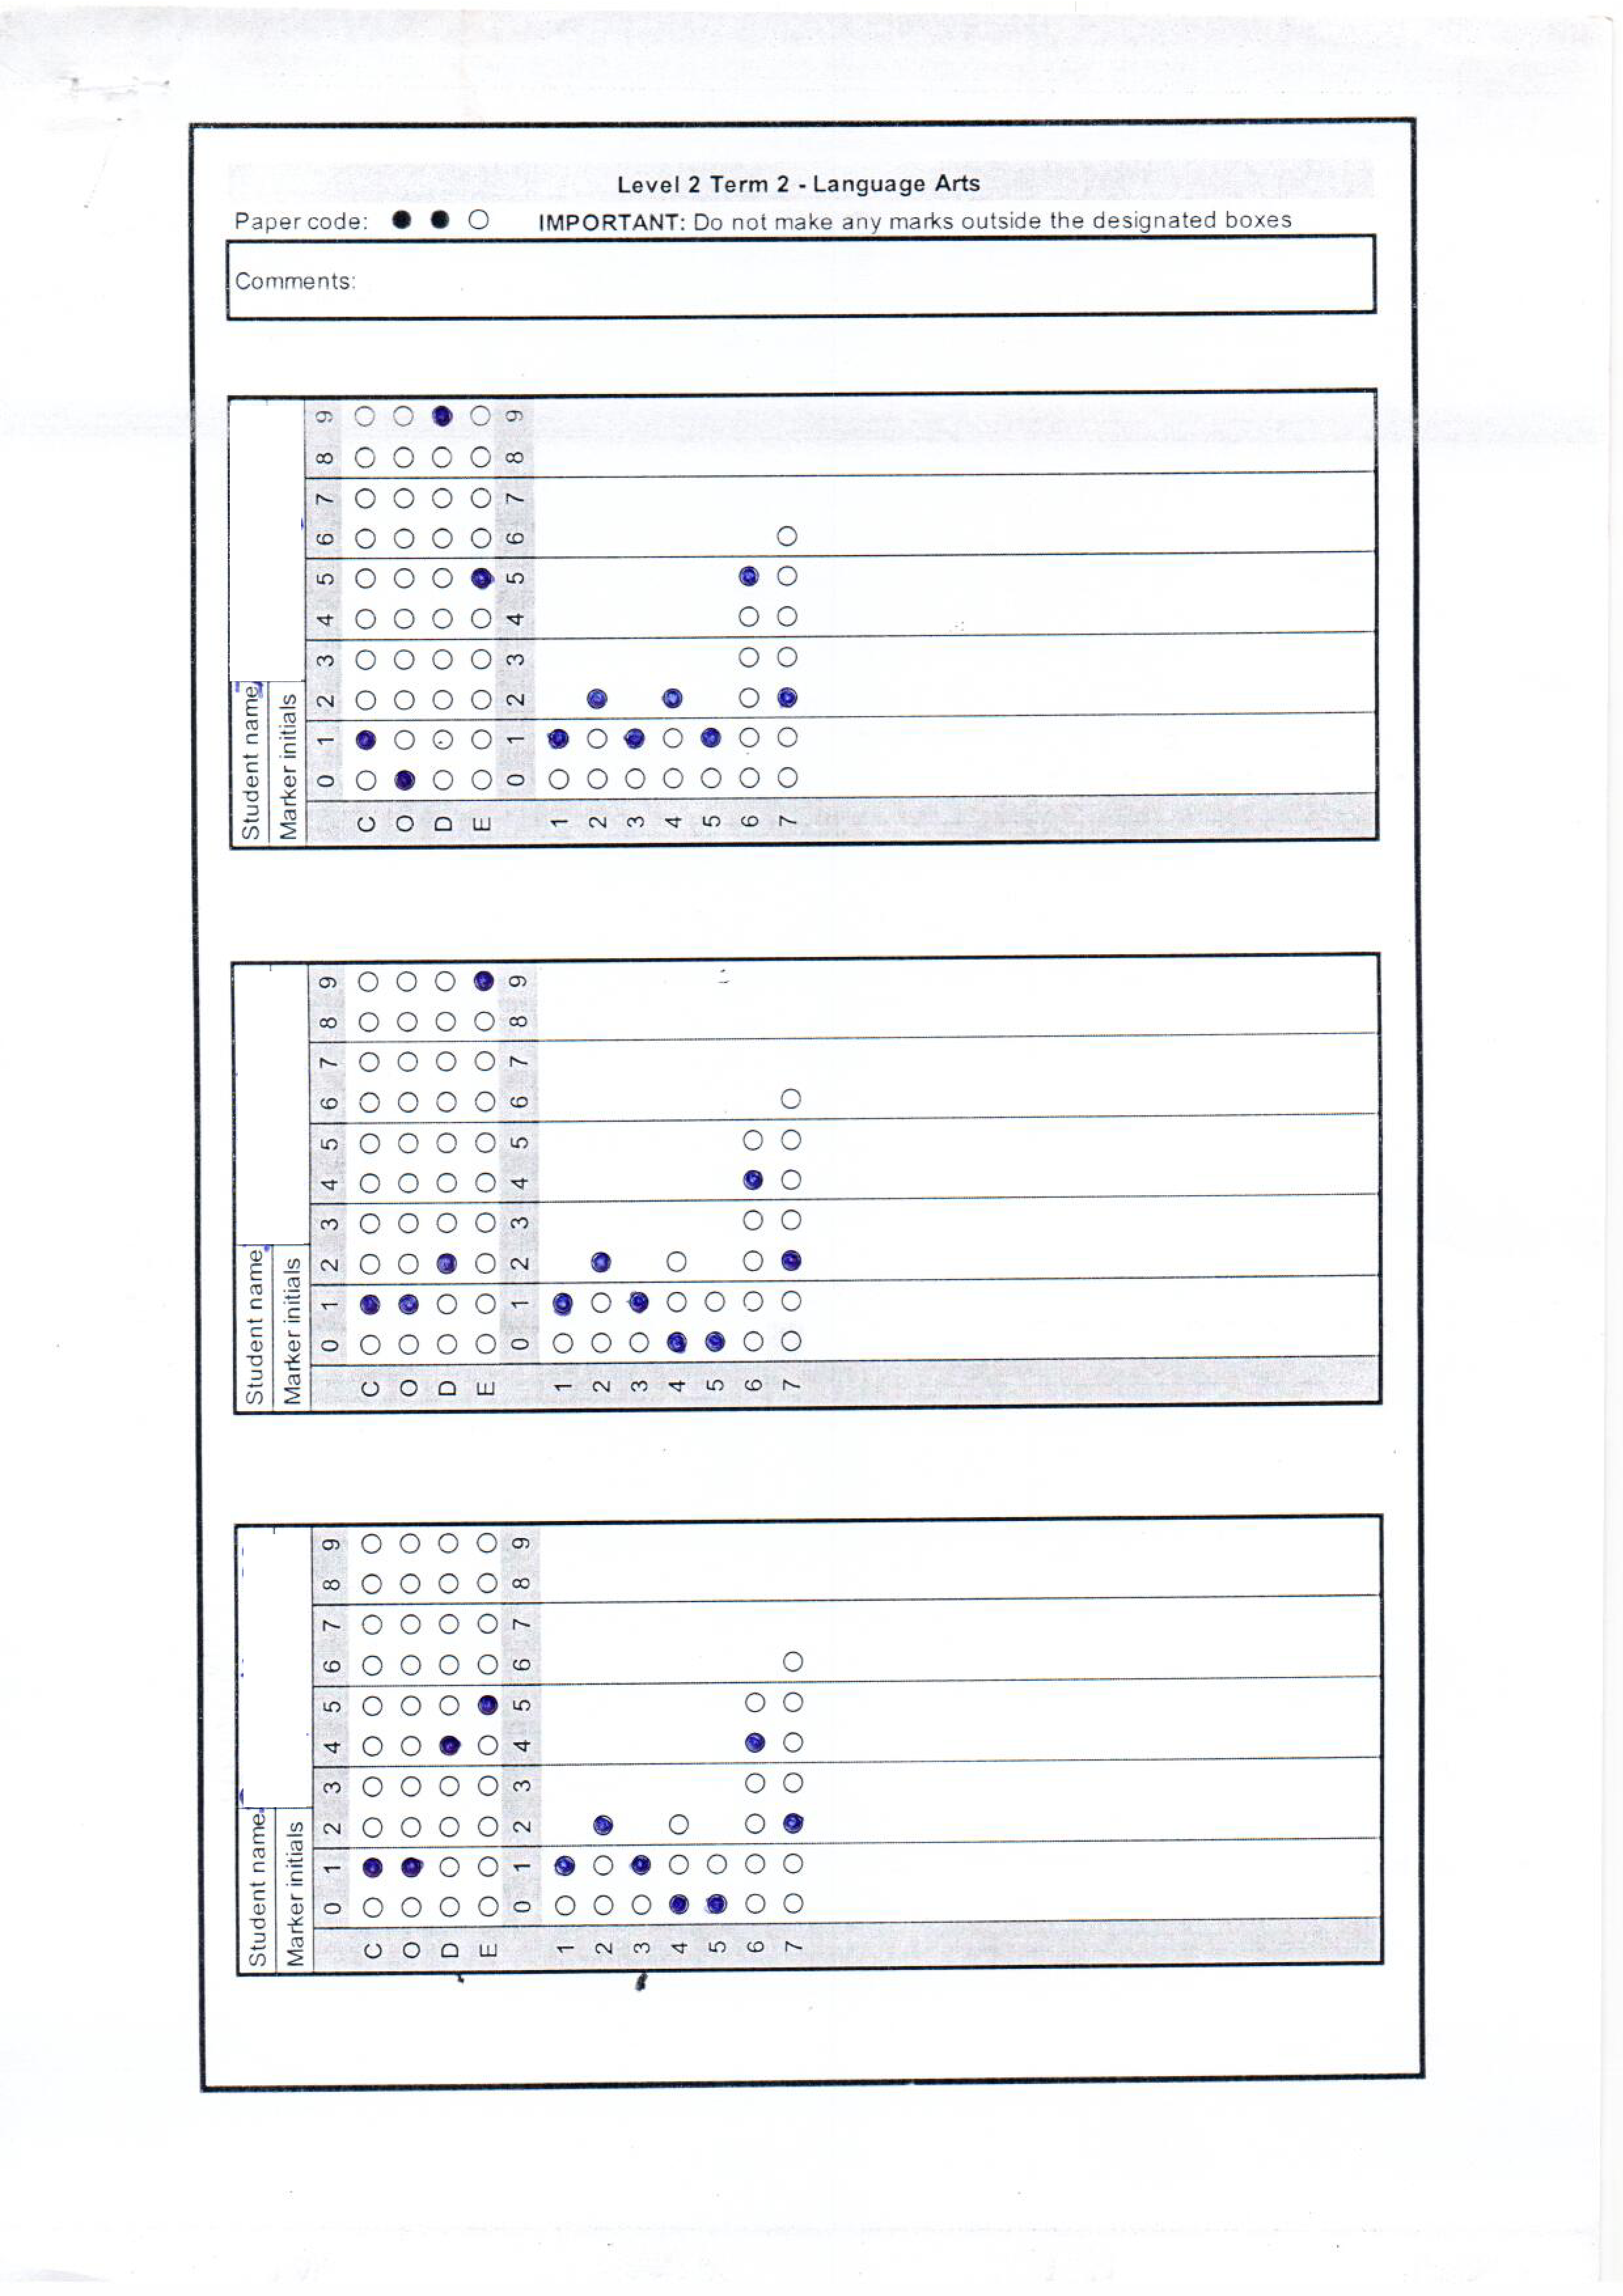 Level 2 Term 2 - Language Arts
Paper code:
IMPORTANT: Do not make any marks outside the designated boxes
Comments:
Student name
Marker initials
0 1 2 3 4 5 6 7 8 9
C
O
D
E
0 1 2 3 4 5 6 7 8 9
1
2
3
4
5
6
7
Student name
Marker initials
0 1 2 3 4 5 6 7 8 9
C
O
D
E
0 1 2 3 4 5 6 7 8 9
1
2
3
4
5
6
7
Student name
Marker initials
0 1 2 3 4 5 6 7 8 9
C
O
D
E
0 1 2 3 4 5 6 7 8 9
1
2
3
4
5
6
7